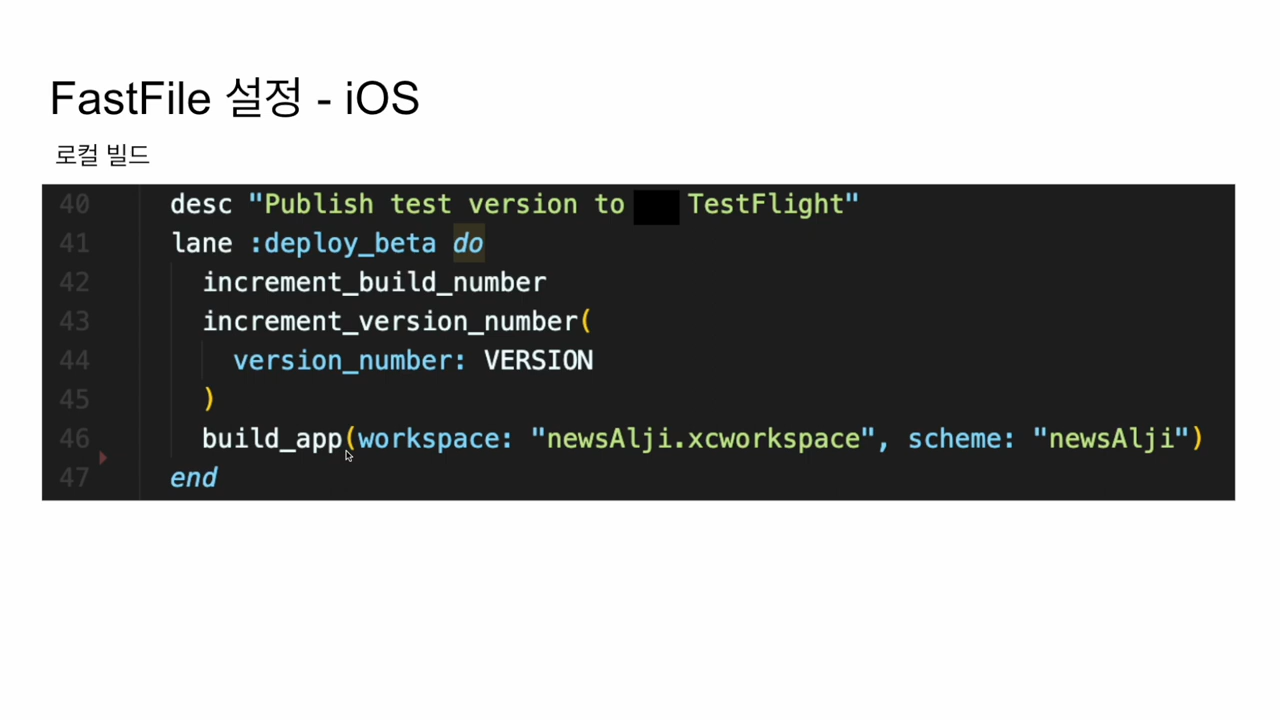 FastFile 설정 - iOS
로컬 빌드
40 desc "Publish test version to TestFlight"
41 lane :deploy_beta do
42 increment_build_number
43 increment_version_number(
44 version_number: VERSION
45 )
46 build_app(workspace: "newsAlji.xcworkspace", scheme: "newsAlji")
47 end